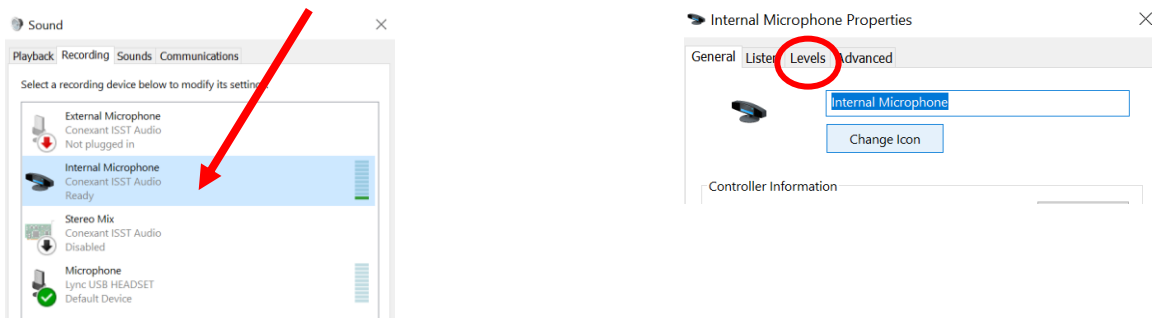 Sound
Playback Recording Sounds Communications
Select a recording device below to modify its settings:
External Microphone
Conexant ISST Audio
Not plugged in
Internal Microphone
Conexant ISST Audio
Ready
Stereo Mix
Conexant ISST Audio
Disabled
Microphone
Lync USB HEADSET
Default Device
Internal Microphone Properties
General Listen Levels Advanced
Internal Microphone
Change Icon
Controller Information